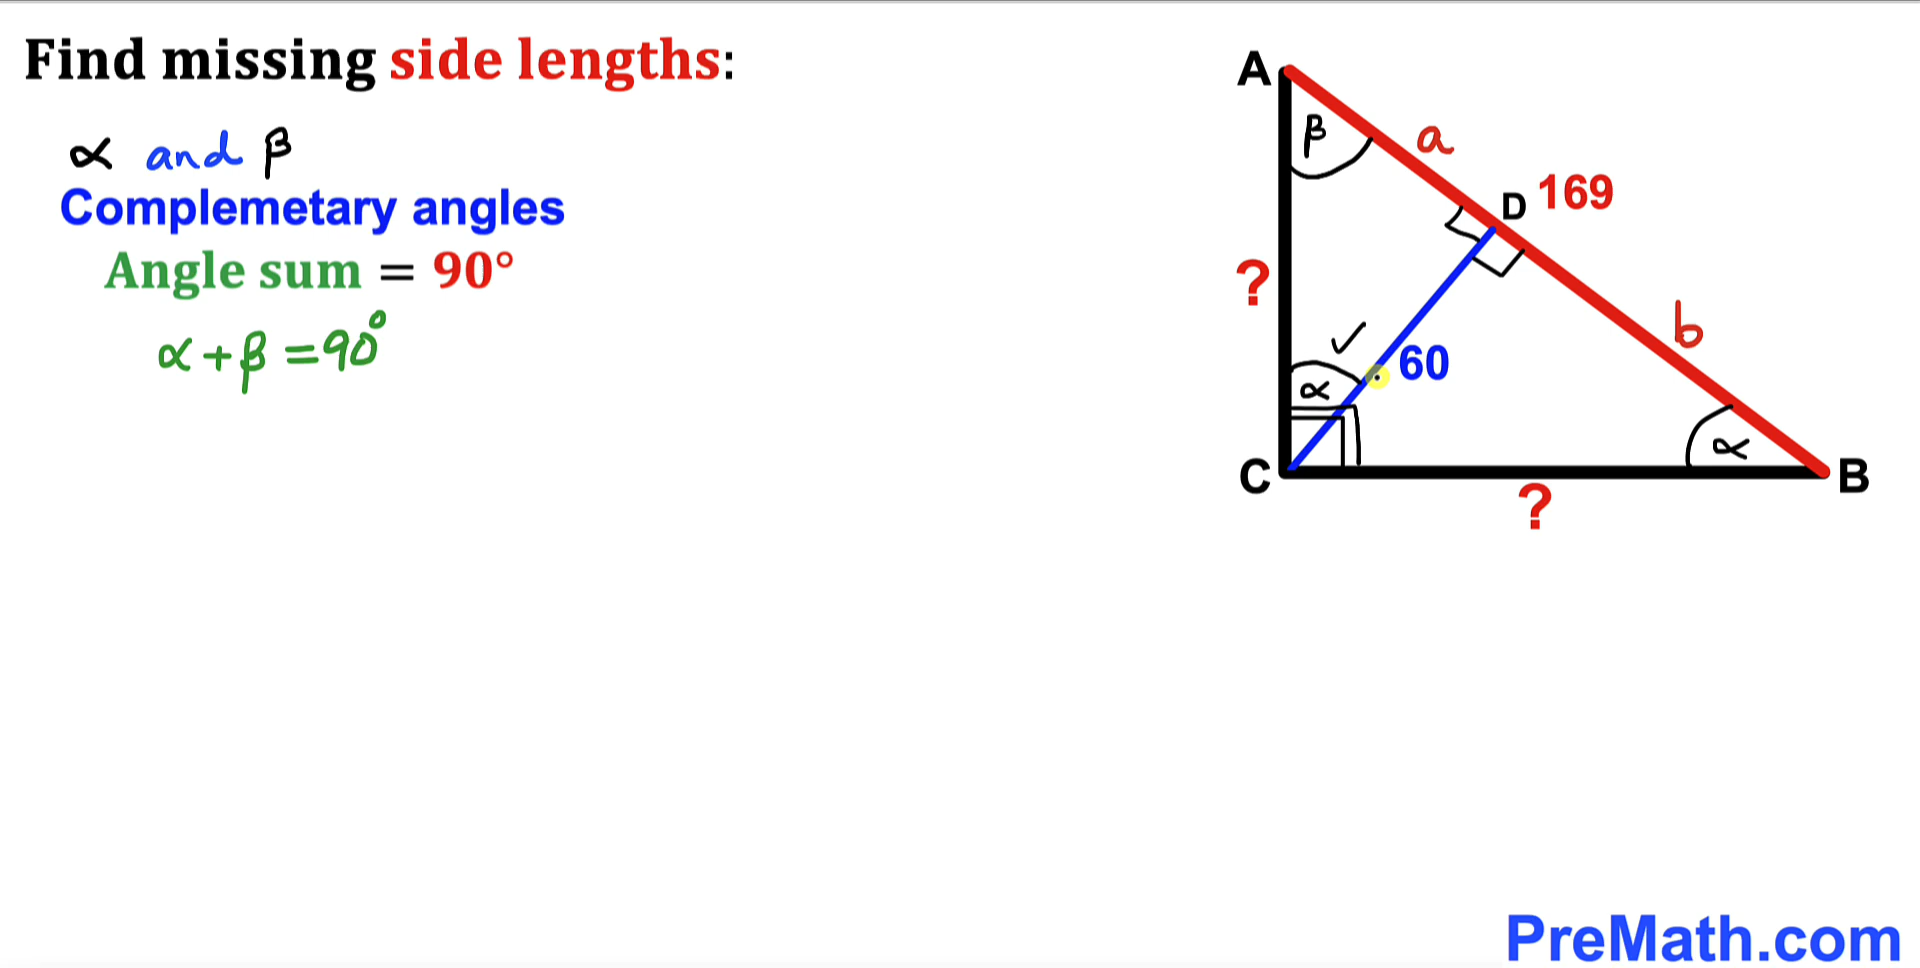 Find missing side lengths:
α and β
Complemetary angles
Angle sum = 90°
α + β = 90°
A
β
a
D 169
?
b
✓
60
α
α
C
B
?
PreMath.com